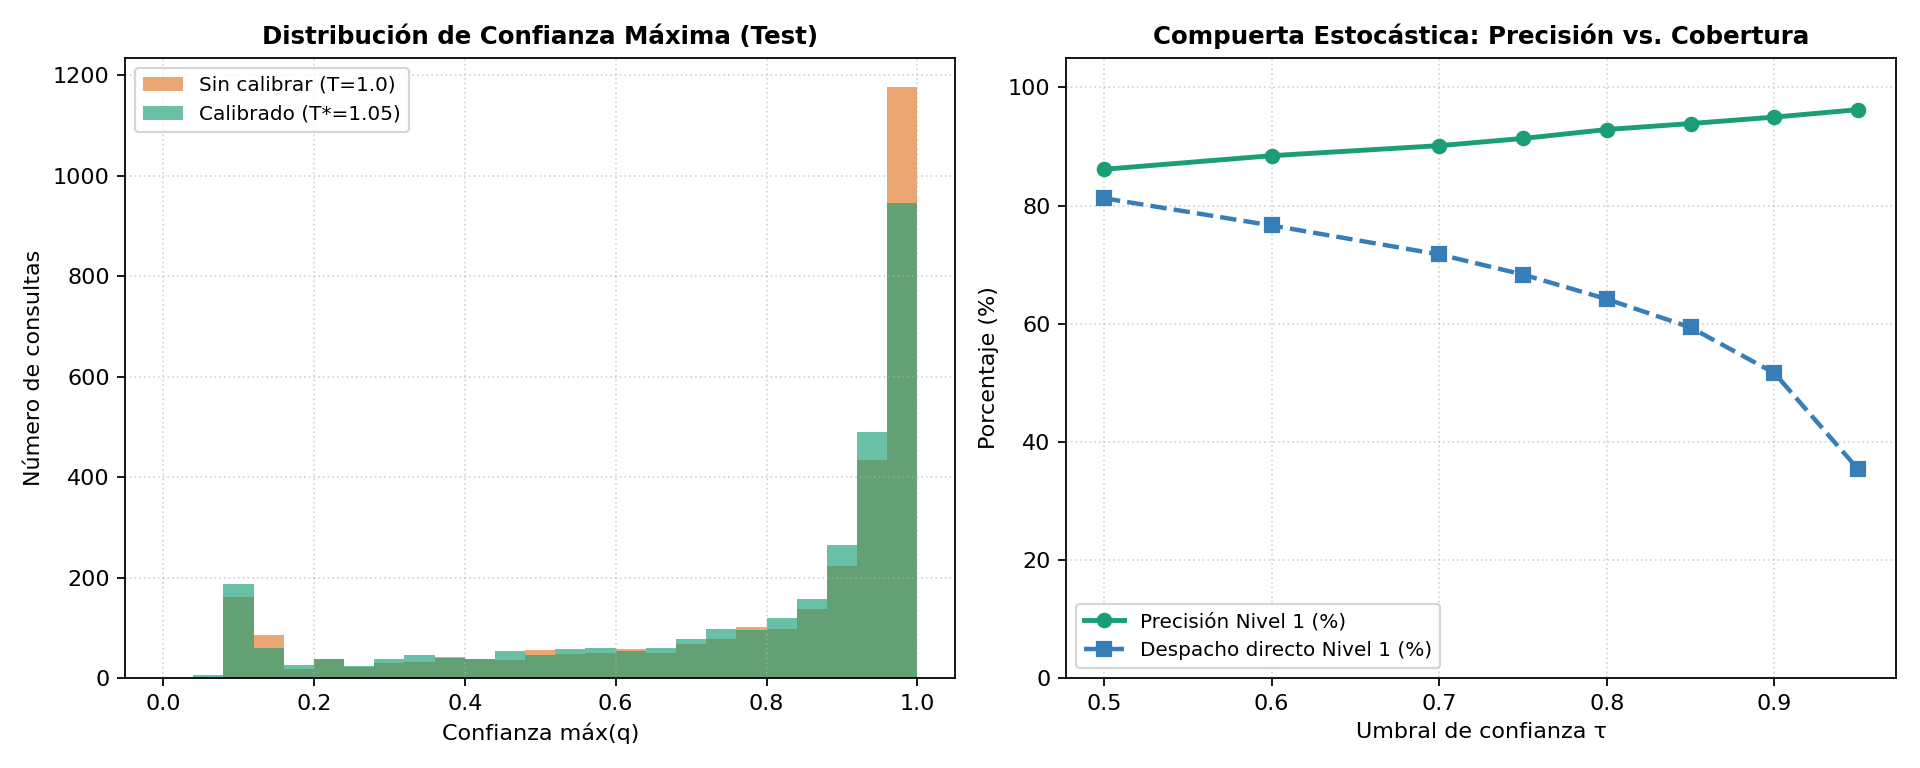 Distribución de Confianza Máxima (Test)
Sin calibrar (T=1.0)
Calibrado (T*=1.05)
Número de consultas
1200
1000
800
600
400
200
0
0.0 0.2 0.4 0.6 0.8 1.0
Confianza máx(q)
Compuerta Estocástica: Precisión vs. Cobertura
Porcentaje (%)
100
80
60
40
20
0
Precisión Nivel 1 (%)
Despacho directo Nivel 1 (%)
0.5 0.6 0.7 0.8 0.9
Umbral de confianza τ